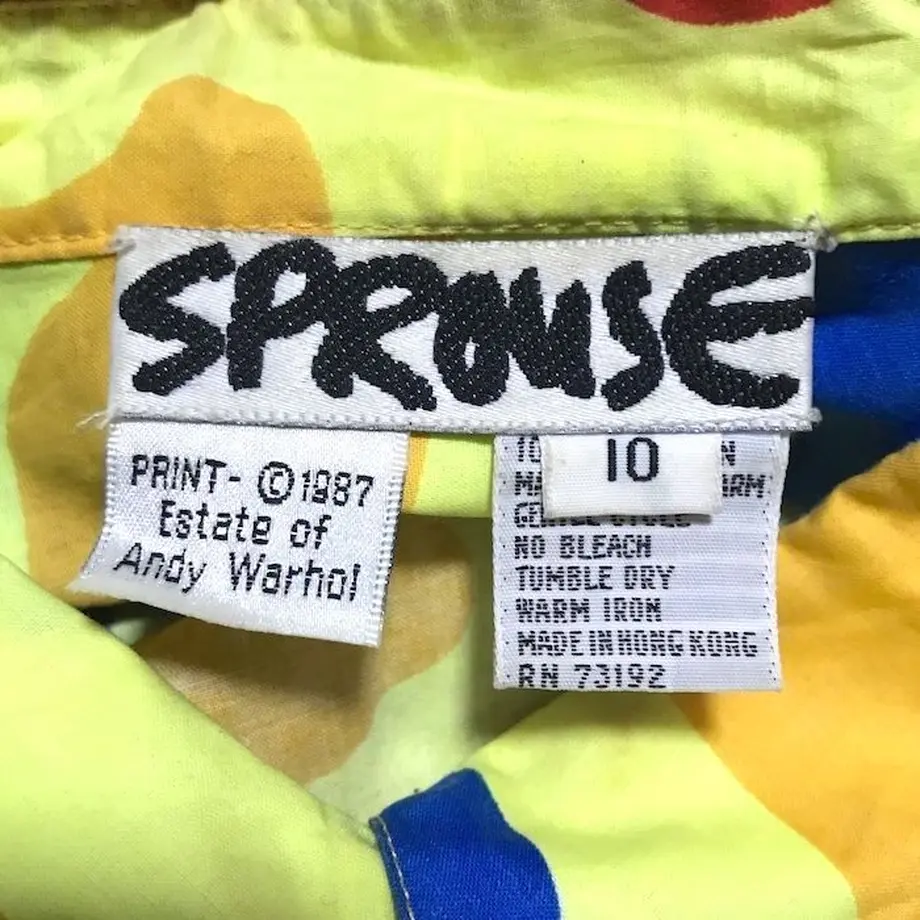 SPROUSE
PRINT- ©1987
Estate of
Andy Warhol
10
NO BLEACH
TUMBLE DRY
WARM IRON
MADE IN HONG KONG
RN 73192